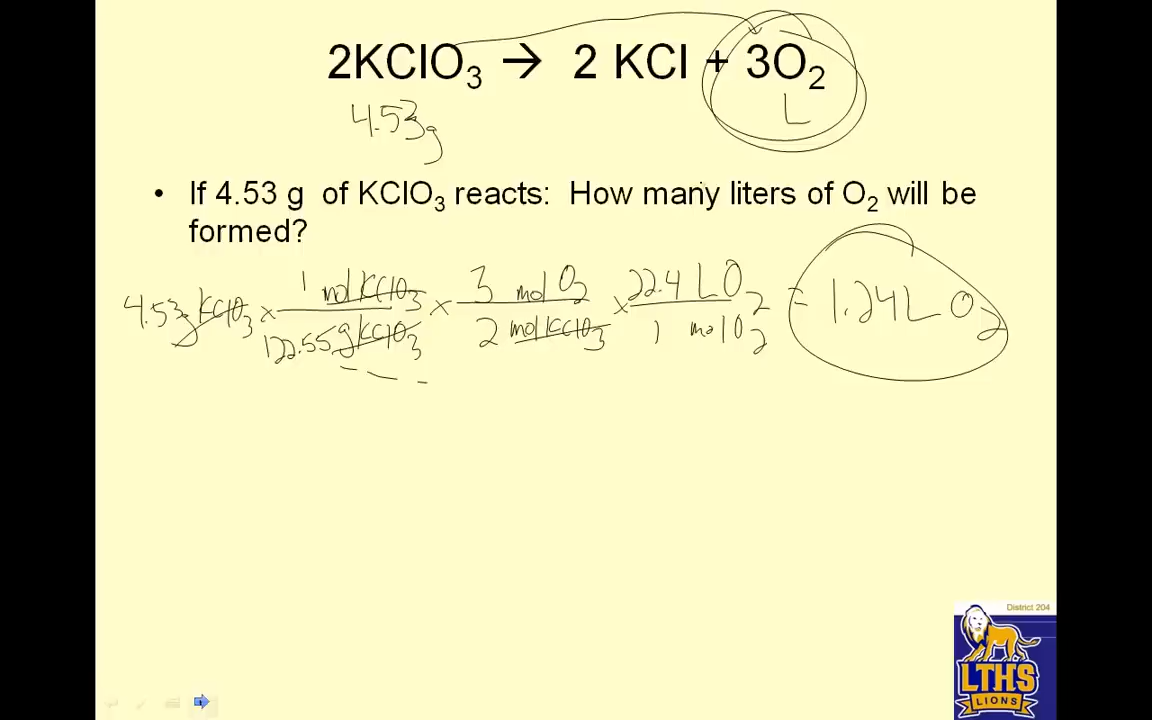 2KClO₃ → 2 KCl + 3O₂
4.53g L
• If 4.53 g of KClO₃ reacts: How many liters of O₂ will be
formed?
4.53g KClO₃ × 1 mol KClO₃ / 122.55 g KClO₃ × 3 mol O₂ / 2 mol KClO₃ × 22.4 L O₂ / 1 mol O₂ = 1.24 L O₂
District 204
LTHS
LIONS